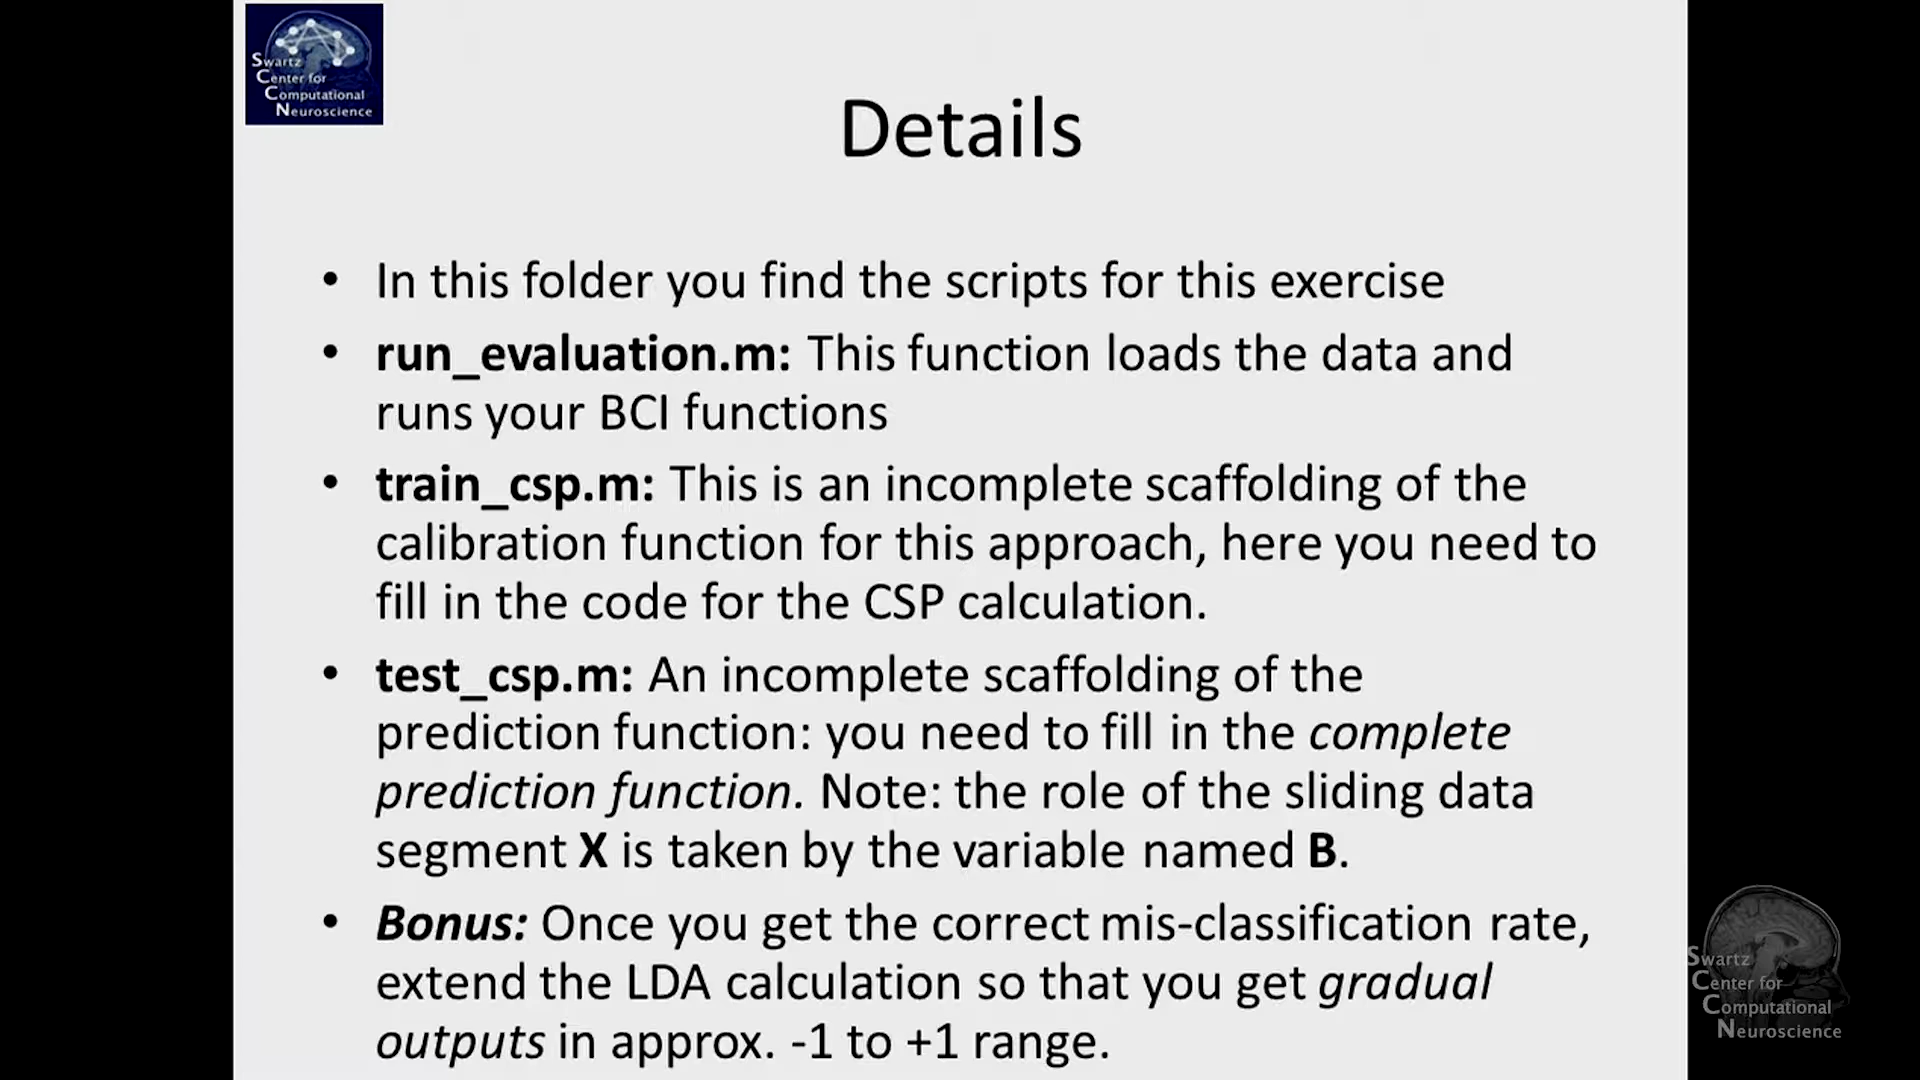 Swartz
Center for
Computational
Neuroscience
Details
• In this folder you find the scripts for this exercise
• run_evaluation.m: This function loads the data and
runs your BCI functions
• train_csp.m: This is an incomplete scaffolding of the
calibration function for this approach, here you need to
fill in the code for the CSP calculation.
• test_csp.m: An incomplete scaffolding of the
prediction function: you need to fill in the complete
prediction function. Note: the role of the sliding data
segment X is taken by the variable named B.
• Bonus: Once you get the correct mis-classification rate,
extend the LDA calculation so that you get gradual
outputs in approx. -1 to +1 range.
Swartz
Center for
Computational
Neuroscience